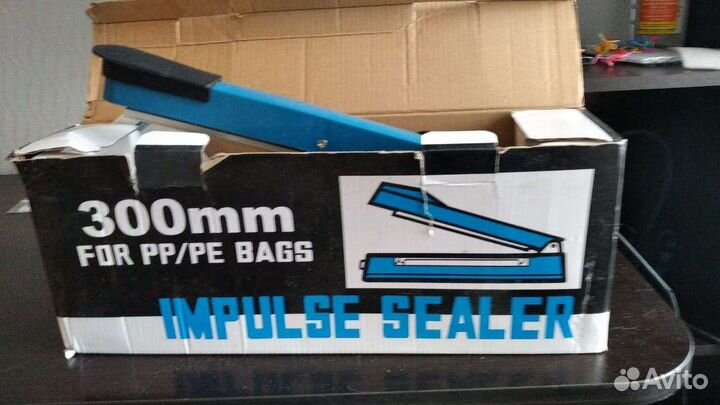 300mm
FOR PP/PE BAGS
IMPULSE SEALER
Avito